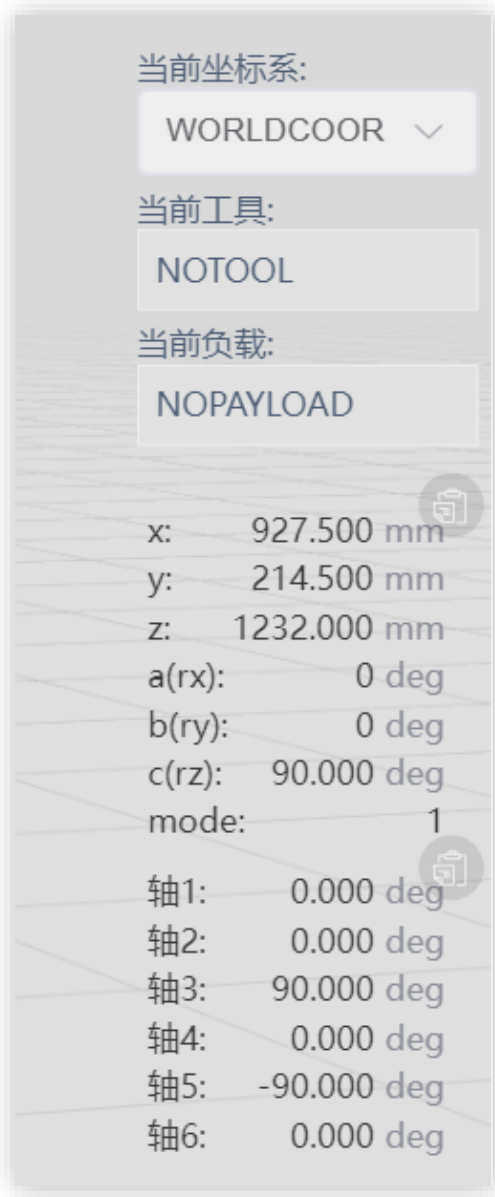 当前坐标系:
WORLDCOOR
当前工具:
NOTOOL
当前负载:
NOPAYLOAD
x: 927.500 mm
y: 214.500 mm
z: 1232.000 mm
a(rx): 0 deg
b(ry): 0 deg
c(rz): 90.000 deg
mode: 1
轴1: 0.000 deg
轴2: 0.000 deg
轴3: 90.000 deg
轴4: 0.000 deg
轴5: -90.000 deg
轴6: 0.000 deg